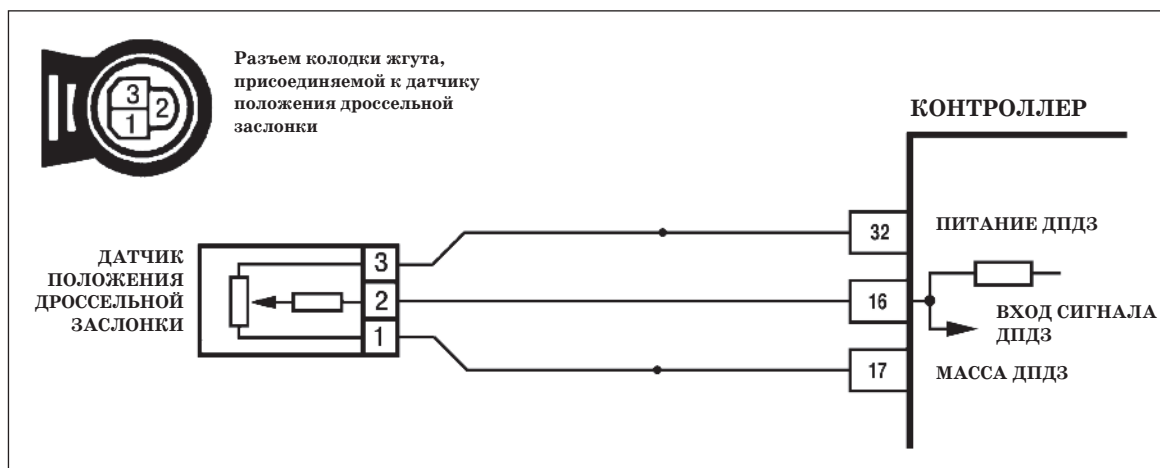 Разъем колодки жгута,
присоединяемой к датчику
положения дроссельной
заслонки
3
2
1
КОНТРОЛЛЕР
ДАТЧИК
ПОЛОЖЕНИЯ
ДРОССЕЛЬНОЙ
ЗАСЛОНКИ
3
2
1
32
ПИТАНИЕ ДПДЗ
16
ВХОД СИГНАЛА
ДПДЗ
17
МАССА ДПДЗ